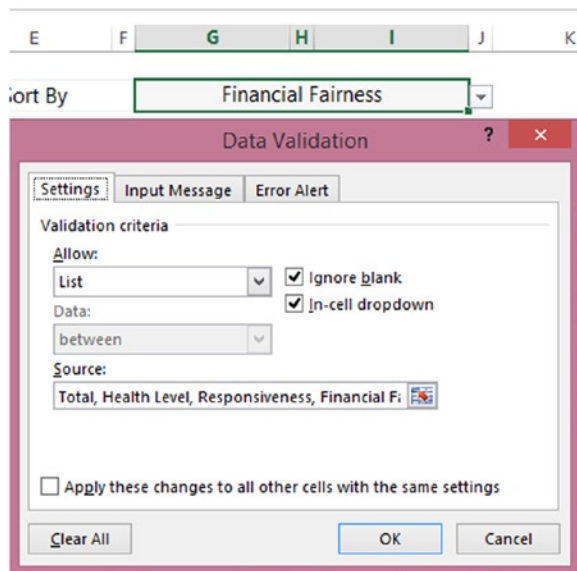 E F G H I J K
Sort By Financial Fairness
Data Validation ? ×
Settings Input Message Error Alert
Validation criteria
Allow:
List
Ignore blank
In-cell dropdown
Data:
between
Source:
Total, Health Level, Responsiveness, Financial Fa
Apply these changes to all other cells with the same settings
Clear All OK Cancel